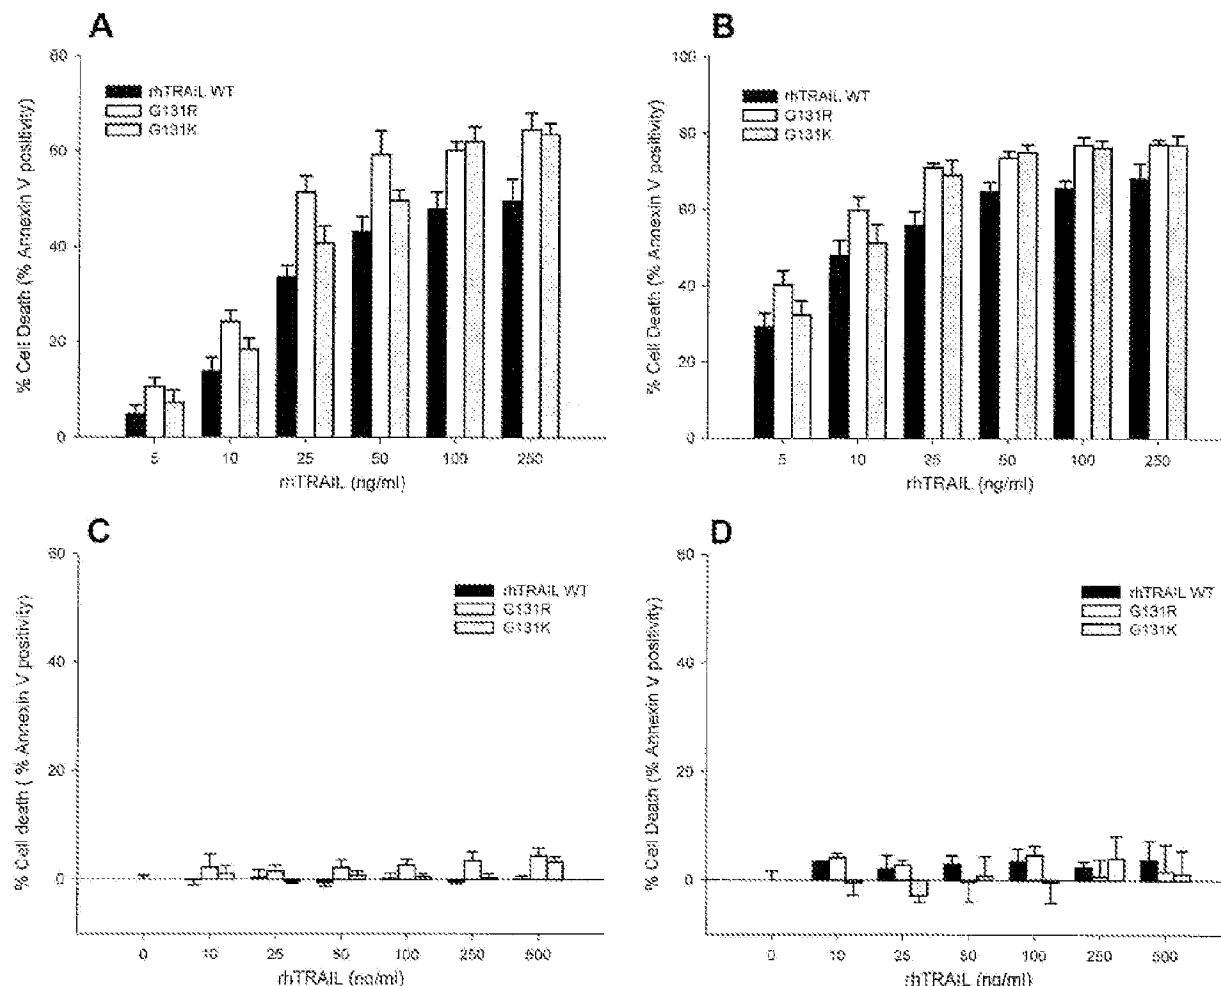 A
80
60
40
20
0
% Cell Death (% Annexin V positivity)
rhTRAIL WT
G131R
G131K
5 10 25 50 100 250
rhTRAIL (ng/ml)
B
100
80
60
40
20
0
% Cell Death (% Annexin V positivity)
rhTRAIL WT
G131R
G131K
5 10 25 50 100 250
rhTRAIL (ng/ml)
C
60
40
20
0
% Cell death ( % Annexin V positivity)
rhTRAIL WT
G131R
G131K
0 10 25 50 100 250 500
rhTRAIL (ng/ml)
D
60
40
20
0
% Cell Death (% Annexin V positivity)
rhTRAIL WT
G131R
G131K
0 10 25 50 100 250 500
rhTRAIL (ng/ml)